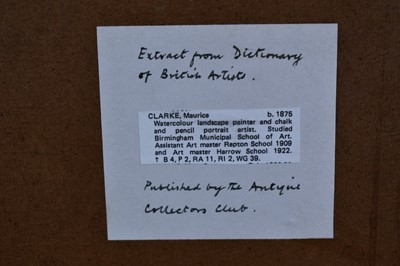 Extract from Dictionary
of British Artists.
CLARKE, Maurice b. 1875
Watercolour landscape painter and chalk
and pencil portrait artist. Studied
Birmingham Municipal School of Art.
Assistant Art master Repton School 1909
and Art master Harrow School 1922.
† B 4, P 2, RA 11, RI 2, WG 39.
Published by the Antique
Collectors Club.